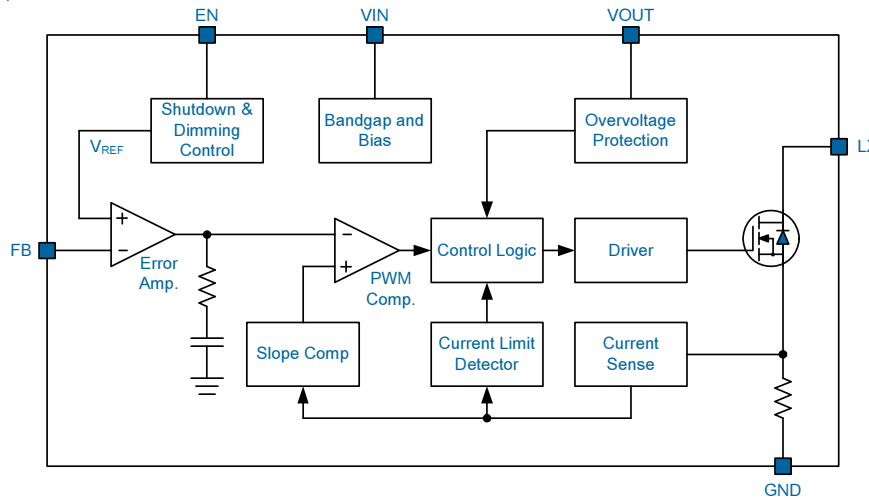 EN
VIN
VOUT
Shutdown &
Dimming
Control
Bandgap and
Bias
Overvoltage
Protection
VREF
LX
+
−
FB
Error
Amp.
−
+
PWM
Comp.
Control Logic
Driver
Slope Comp
Current Limit
Detector
Current
Sense
GND